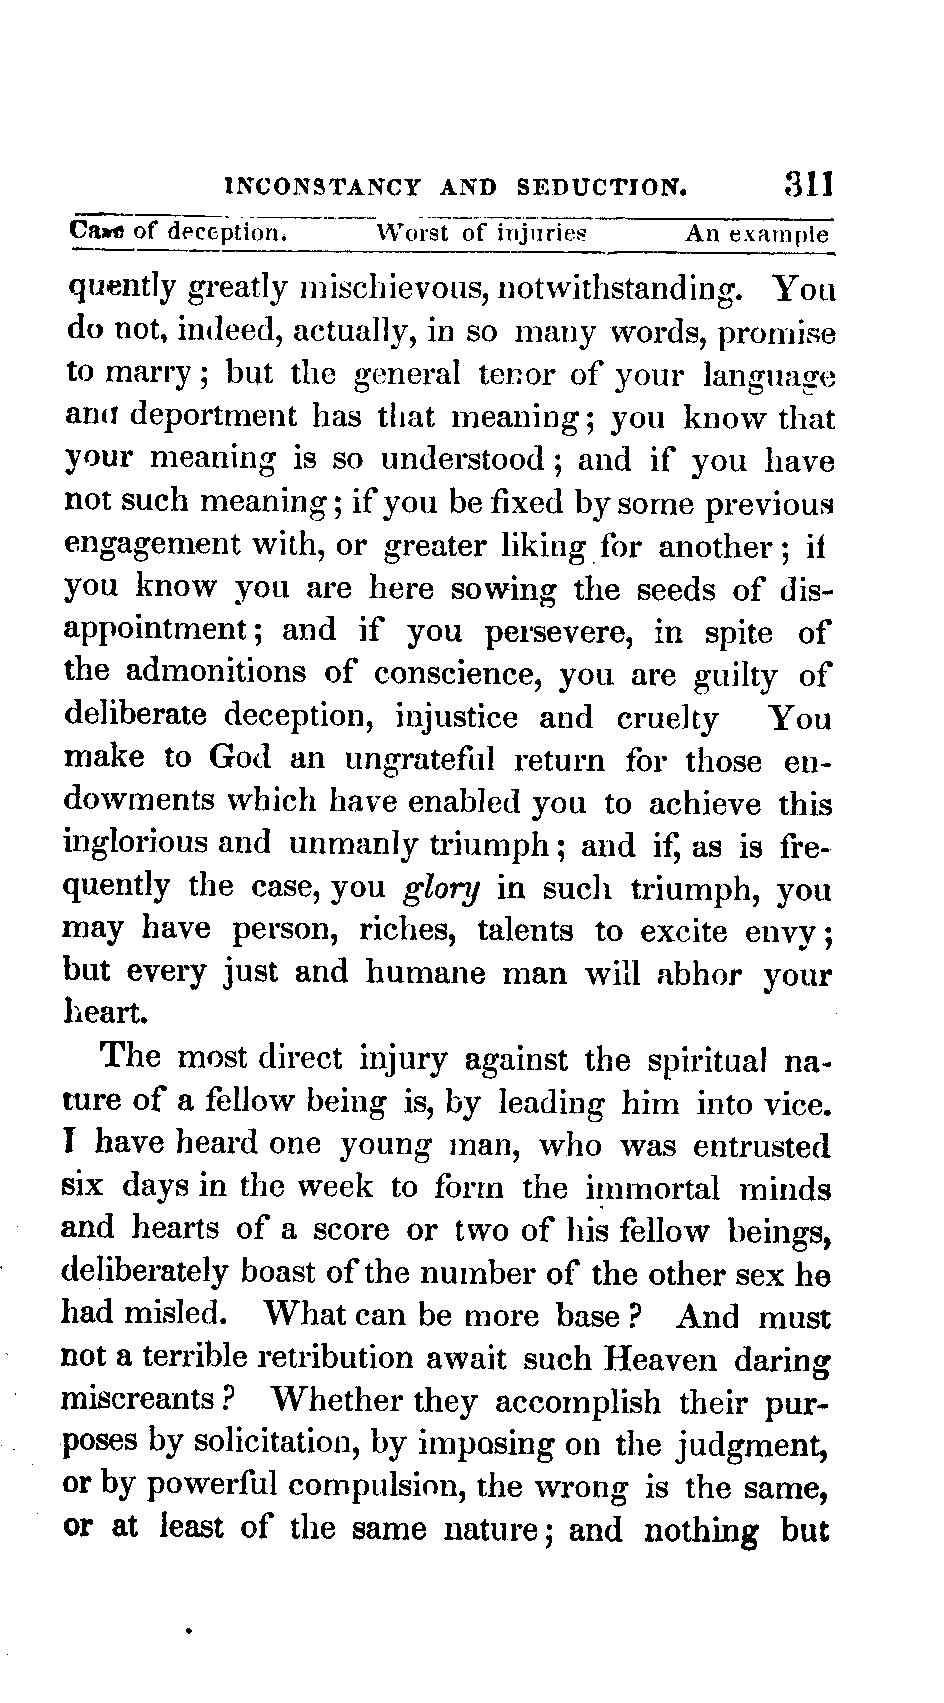 INCONSTANCY AND SEDUCTION. 311
Case of deception. Worst of injuries An example
quently greatly mischievous, notwithstanding. You
do not, indeed, actually, in so many words, promise
to marry; but the general tenor of your language
and deportment has that meaning; you know that
your meaning is so understood; and if you have
not such meaning; if you be fixed by some previous
engagement with, or greater liking for another; if
you know you are here sowing the seeds of dis-
appointment; and if you persevere, in spite of
the admonitions of conscience, you are guilty of
deliberate deception, injustice and cruelty You
make to God an ungrateful return for those en-
dowments which have enabled you to achieve this
inglorious and unmanly triumph; and if, as is fre-
quently the case, you glory in such triumph, you
may have person, riches, talents to excite envy;
but every just and humane man will abhor your
heart.
The most direct injury against the spiritual na-
ture of a fellow being is, by leading him into vice.
I have heard one young man, who was entrusted
six days in the week to form the immortal minds
and hearts of a score or two of his fellow beings,
deliberately boast of the number of the other sex he
had misled. What can be more base? And must
not a terrible retribution await such Heaven daring
miscreants? Whether they accomplish their pur-
poses by solicitation, by imposing on the judgment,
or by powerful compulsion, the wrong is the same,
or at least of the same nature; and nothing but